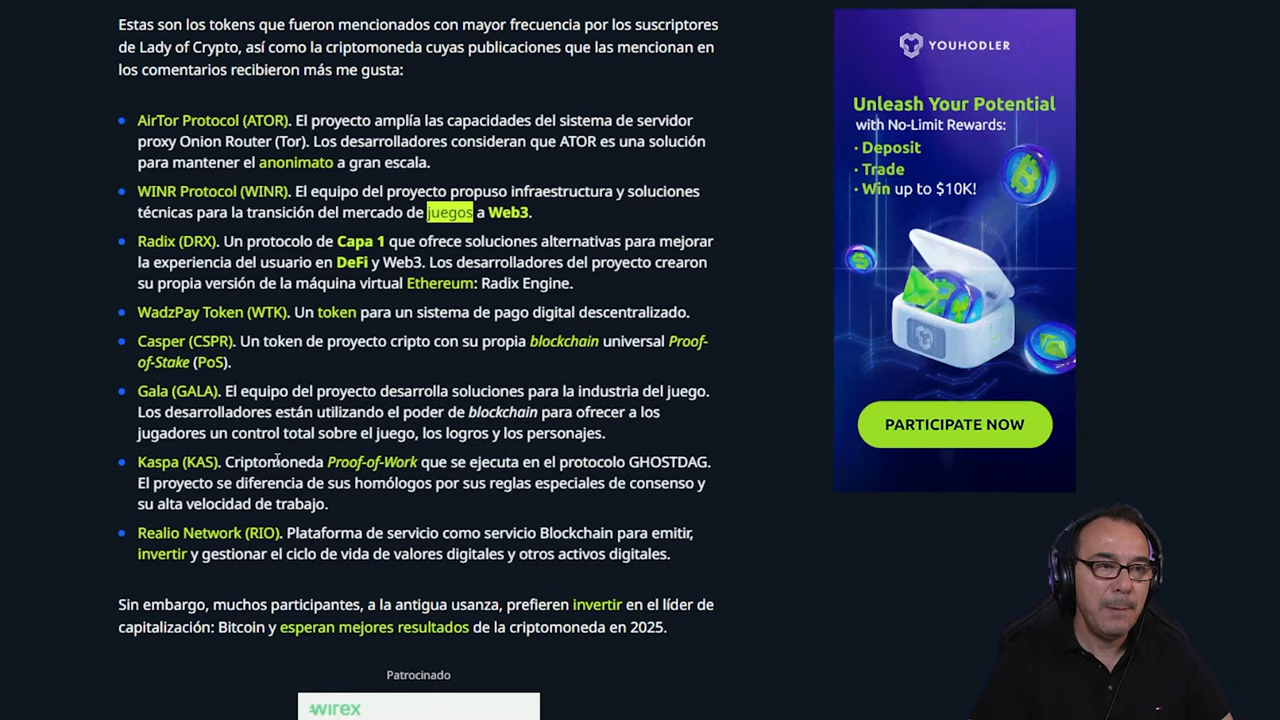 Estas son los tokens que fueron mencionados con mayor frecuencia por los suscriptores
de Lady of Crypto, así como la criptomoneda cuyas publicaciones que las mencionan en
los comentarios recibieron más me gusta:
AirTor Protocol (ATOR). El proyecto amplía las capacidades del sistema de servidor
proxy Onion Router (Tor). Los desarrolladores consideran que ATOR es una solución
para mantener el anonimato a gran escala.
WINR Protocol (WINR). El equipo del proyecto propuso infraestructura y soluciones
técnicas para la transición del mercado de juegos a Web3.
Radix (DRX). Un protocolo de Capa 1 que ofrece soluciones alternativas para mejorar
la experiencia del usuario en DeFi y Web3. Los desarrolladores del proyecto crearon
su propia versión de la máquina virtual Ethereum: Radix Engine.
WadzPay Token (WTK). Un token para un sistema de pago digital descentralizado.
Casper (CSPR). Un token de proyecto cripto con su propia blockchain universal Proof-
of-Stake (PoS).
Gala (GALA). El equipo del proyecto desarrolla soluciones para la industria del juego.
Los desarrolladores están utilizando el poder de blockchain para ofrecer a los
jugadores un control total sobre el juego, los logros y los personajes.
Kaspa (KAS). Criptomoneda Proof-of-Work que se ejecuta en el protocolo GHOSTDAG.
El proyecto se diferencia de sus homólogos por sus reglas especiales de consenso y
su alta velocidad de trabajo.
Realio Network (RIO). Plataforma de servicio como servicio Blockchain para emitir,
invertir y gestionar el ciclo de vida de valores digitales y otros activos digitales.
Sin embargo, muchos participantes, a la antigua usanza, prefieren invertir en el líder de
capitalización: Bitcoin y esperan mejores resultados de la criptomoneda en 2025.
Patrocinado
wirex
YOUHODLER
Unleash Your Potential
with No-Limit Rewards:
· Deposit
· Trade
· Win up to $10K!
PARTICIPATE NOW